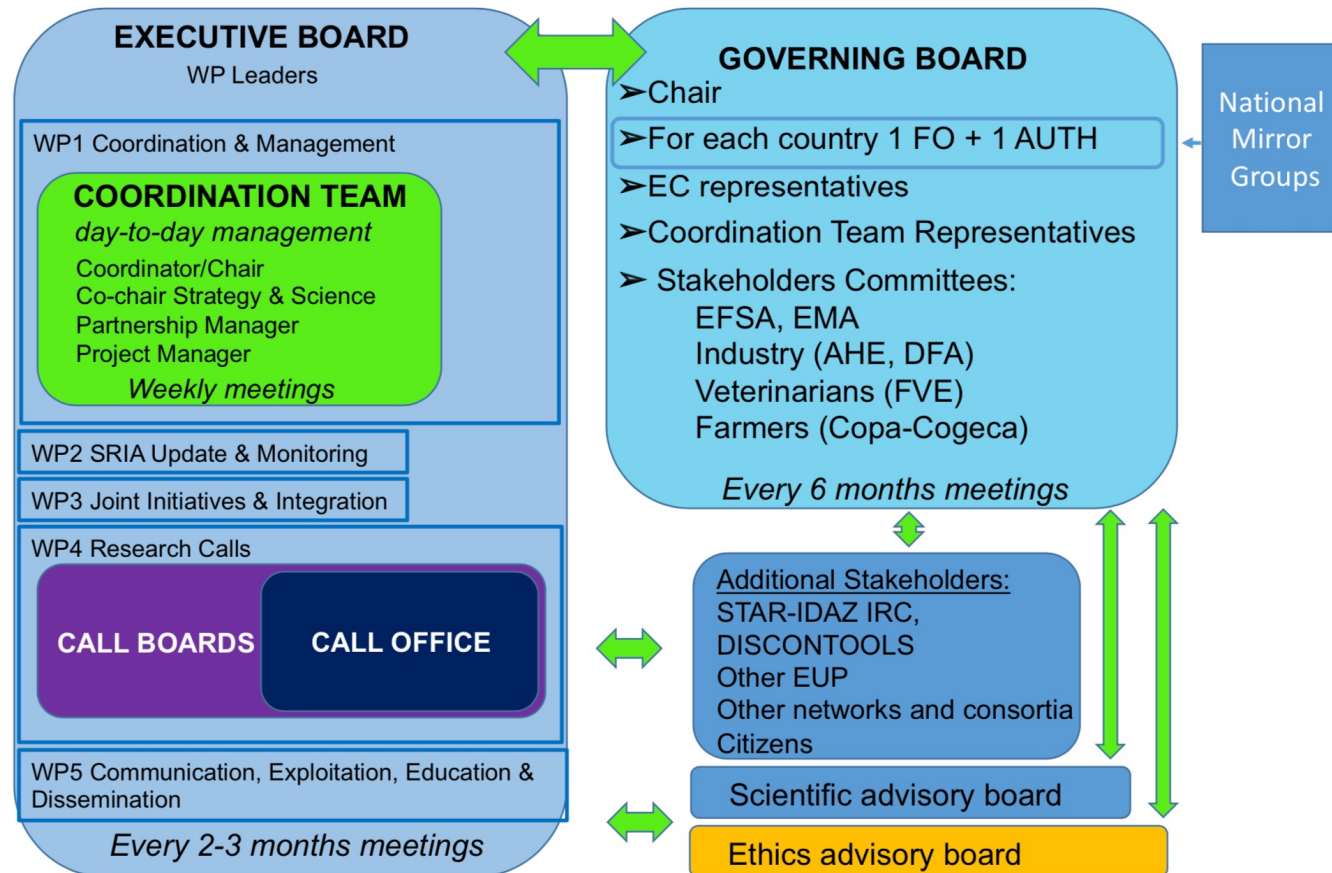 EXECUTIVE BOARD
WP Leaders
WP1 Coordination & Management
COORDINATION TEAM
day-to-day management
Coordinator/Chair
Co-chair Strategy & Science
Partnership Manager
Project Manager
Weekly meetings
WP2 SRIA Update & Monitoring
WP3 Joint Initiatives & Integration
WP4 Research Calls
CALL BOARDS
CALL OFFICE
WP5 Communication, Exploitation, Education &
Dissemination
Every 2-3 months meetings
GOVERNING BOARD
➢Chair
➢For each country 1 FO + 1 AUTH
➢EC representatives
➢Coordination Team Representatives
➢ Stakeholders Committees:
EFSA, EMA
Industry (AHE, DFA)
Veterinarians (FVE)
Farmers (Copa-Cogeca)
Every 6 months meetings
National
Mirror
Groups
Additional Stakeholders:
STAR-IDAZ IRC,
DISCONTOOLS
Other EUP
Other networks and consortia
Citizens
Scientific advisory board
Ethics advisory board